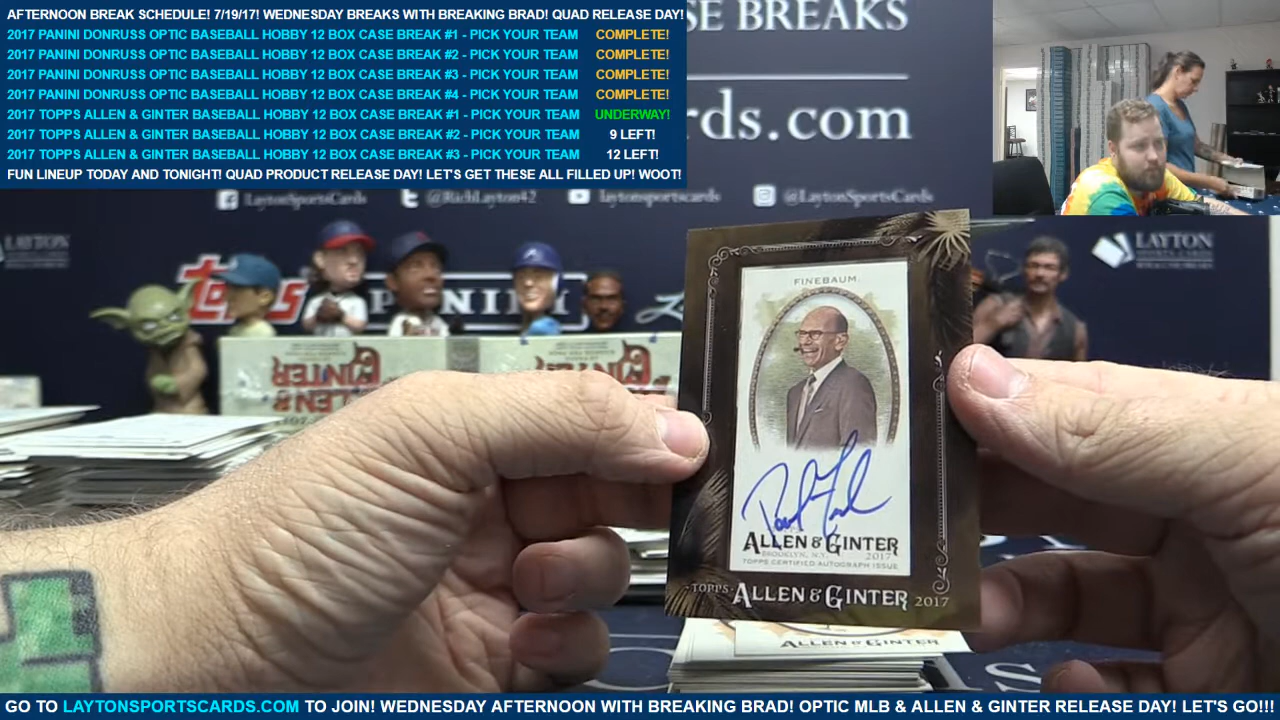 AFTERNOON BREAK SCHEDULE! 7/19/17! WEDNESDAY BREAKS WITH BREAKING BRAD! QUAD RELEASE DAY!
2017 PANINI DONRUSS OPTIC BASEBALL HOBBY 12 BOX CASE BREAK #1 - PICK YOUR TEAM COMPLETE!
2017 PANINI DONRUSS OPTIC BASEBALL HOBBY 12 BOX CASE BREAK #2 - PICK YOUR TEAM COMPLETE!
2017 PANINI DONRUSS OPTIC BASEBALL HOBBY 12 BOX CASE BREAK #3 - PICK YOUR TEAM COMPLETE!
2017 PANINI DONRUSS OPTIC BASEBALL HOBBY 12 BOX CASE BREAK #4 - PICK YOUR TEAM COMPLETE!
2017 TOPPS ALLEN & GINTER BASEBALL HOBBY 12 BOX CASE BREAK #1 - PICK YOUR TEAM UNDERWAY!
2017 TOPPS ALLEN & GINTER BASEBALL HOBBY 12 BOX CASE BREAK #2 - PICK YOUR TEAM 9 LEFT!
2017 TOPPS ALLEN & GINTER BASEBALL HOBBY 12 BOX CASE BREAK #3 - PICK YOUR TEAM 12 LEFT!
FUN LINEUP TODAY AND TONIGHT! QUAD PRODUCT RELEASE DAY! LET'S GET THESE ALL FILLED UP! WOOT!
SE BREAKS
rds.com
LaytonSportsCards @RichLayton42 laytonsportscards @LaytonSportsCards
LAYTON
LAYTON
SPORTS CARDS
topps PANINI
GINTER
ALLEN &
GINTER
FINEBAUM
ALLEN & GINTER
BROOKLYN, N.Y. 2017
TOPPS CERTIFIED AUTOGRAPH ISSUE
TOPPS ALLEN & GINTER 2017
ALLEN & GINTER
GO TO LAYTONSPORTSCARDS.COM TO JOIN! WEDNESDAY AFTERNOON WITH BREAKING BRAD! OPTIC MLB & ALLEN & GINTER RELEASE DAY! LET'S GO!!!